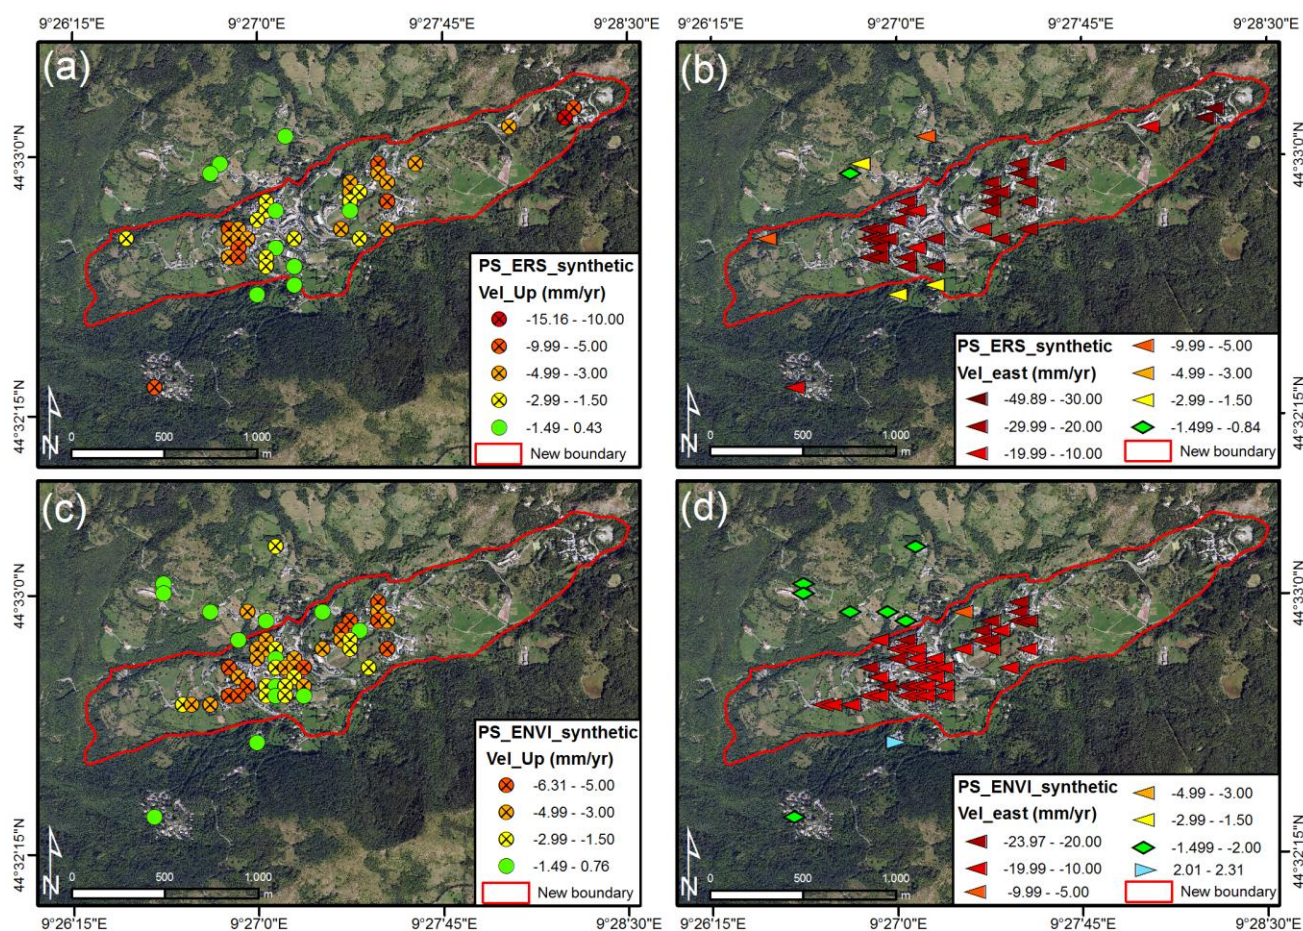 9°26'15"E 9°27'0"E 9°27'45"E 9°28'30"E 9°26'15"E 9°27'0"E 9°27'45"E 9°28'30"E
(a)
44°33'0"N
44°32'15"N
PS_ERS_synthetic
Vel_Up (mm/yr)
-15.16 - -10.00
-9.99 - -5.00
-4.99 - -3.00
-2.99 - -1.50
-1.49 - 0.43
New boundary
N
0 500 1.000
m
(b)
44°33'0"N
44°32'15"N
PS_ERS_synthetic
Vel_east (mm/yr)
-49.89 - -30.00
-29.99 - -20.00
-19.99 - -10.00
-9.99 - -5.00
-4.99 - -3.00
-2.99 - -1.50
-1.499 - -0.84
New boundary
N
0 500 1.000
m
(c)
44°33'0"N
44°32'15"N
PS_ENVI_synthetic
Vel_Up (mm/yr)
-6.31 - -5.00
-4.99 - -3.00
-2.99 - -1.50
-1.49 - 0.76
New boundary
N
0 500 1.000
m
(d)
44°33'0"N
44°32'15"N
PS_ENVI_synthetic
Vel_east (mm/yr)
-23.97 - -20.00
-19.99 - -10.00
-9.99 - -5.00
-4.99 - -3.00
-2.99 - -1.50
-1.499 - -2.00
2.01 - 2.31
New boundary
N
0 500 1.000
m
9°26'15"E 9°27'0"E 9°27'45"E 9°28'30"E 9°26'15"E 9°27'0"E 9°27'45"E 9°28'30"E